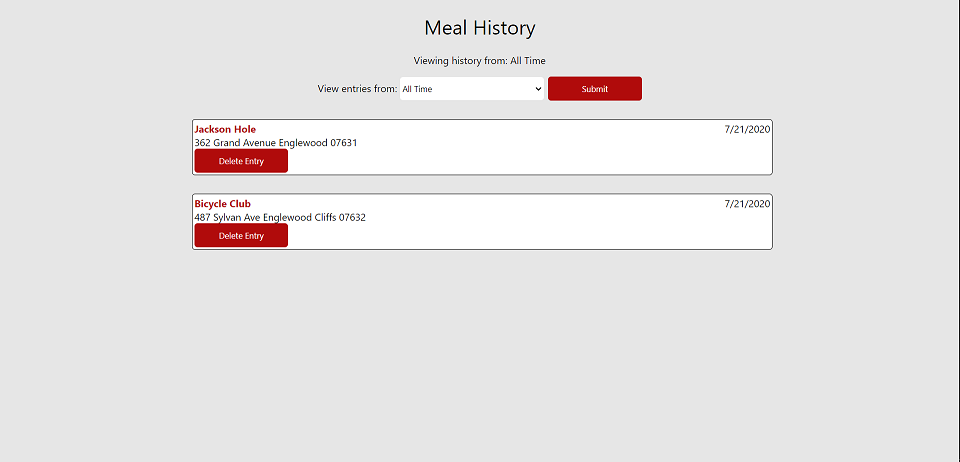 Meal History
Viewing history from: All Time
View entries from: All Time Submit
Jackson Hole 7/21/2020
362 Grand Avenue Englewood 07631
Delete Entry
Bicycle Club 7/21/2020
487 Sylvan Ave Englewood Cliffs 07632
Delete Entry